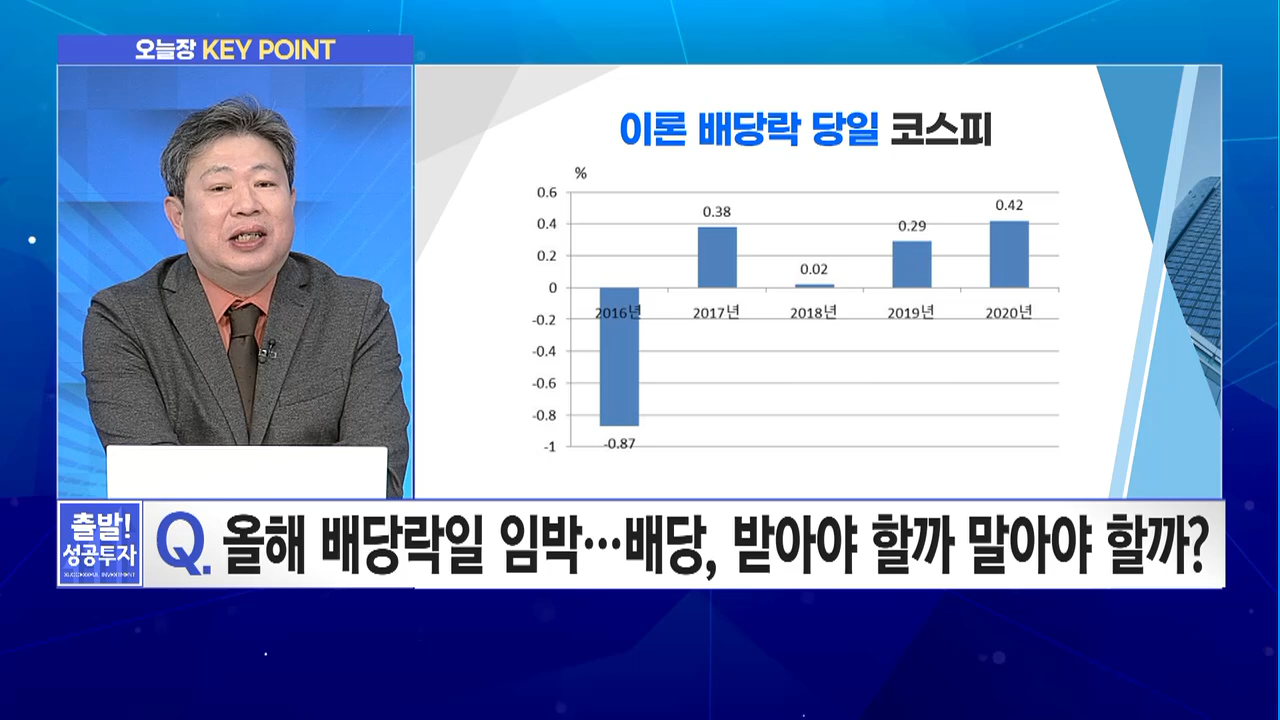 오늘장 KEY POINT
이론 배당락 당일 코스피
%
0.6
0.4
0.2
0
-0.2
-0.4
-0.6
-0.8
-1
-0.87
0.38
0.02
0.29
0.42
2016년
2017년
2018년
2019년
2020년
출발!
성공투자
SUCCESSFUL INVESTMENT
Q. 올해 배당락일 임박…배당, 받아야 할까 말아야 할까?